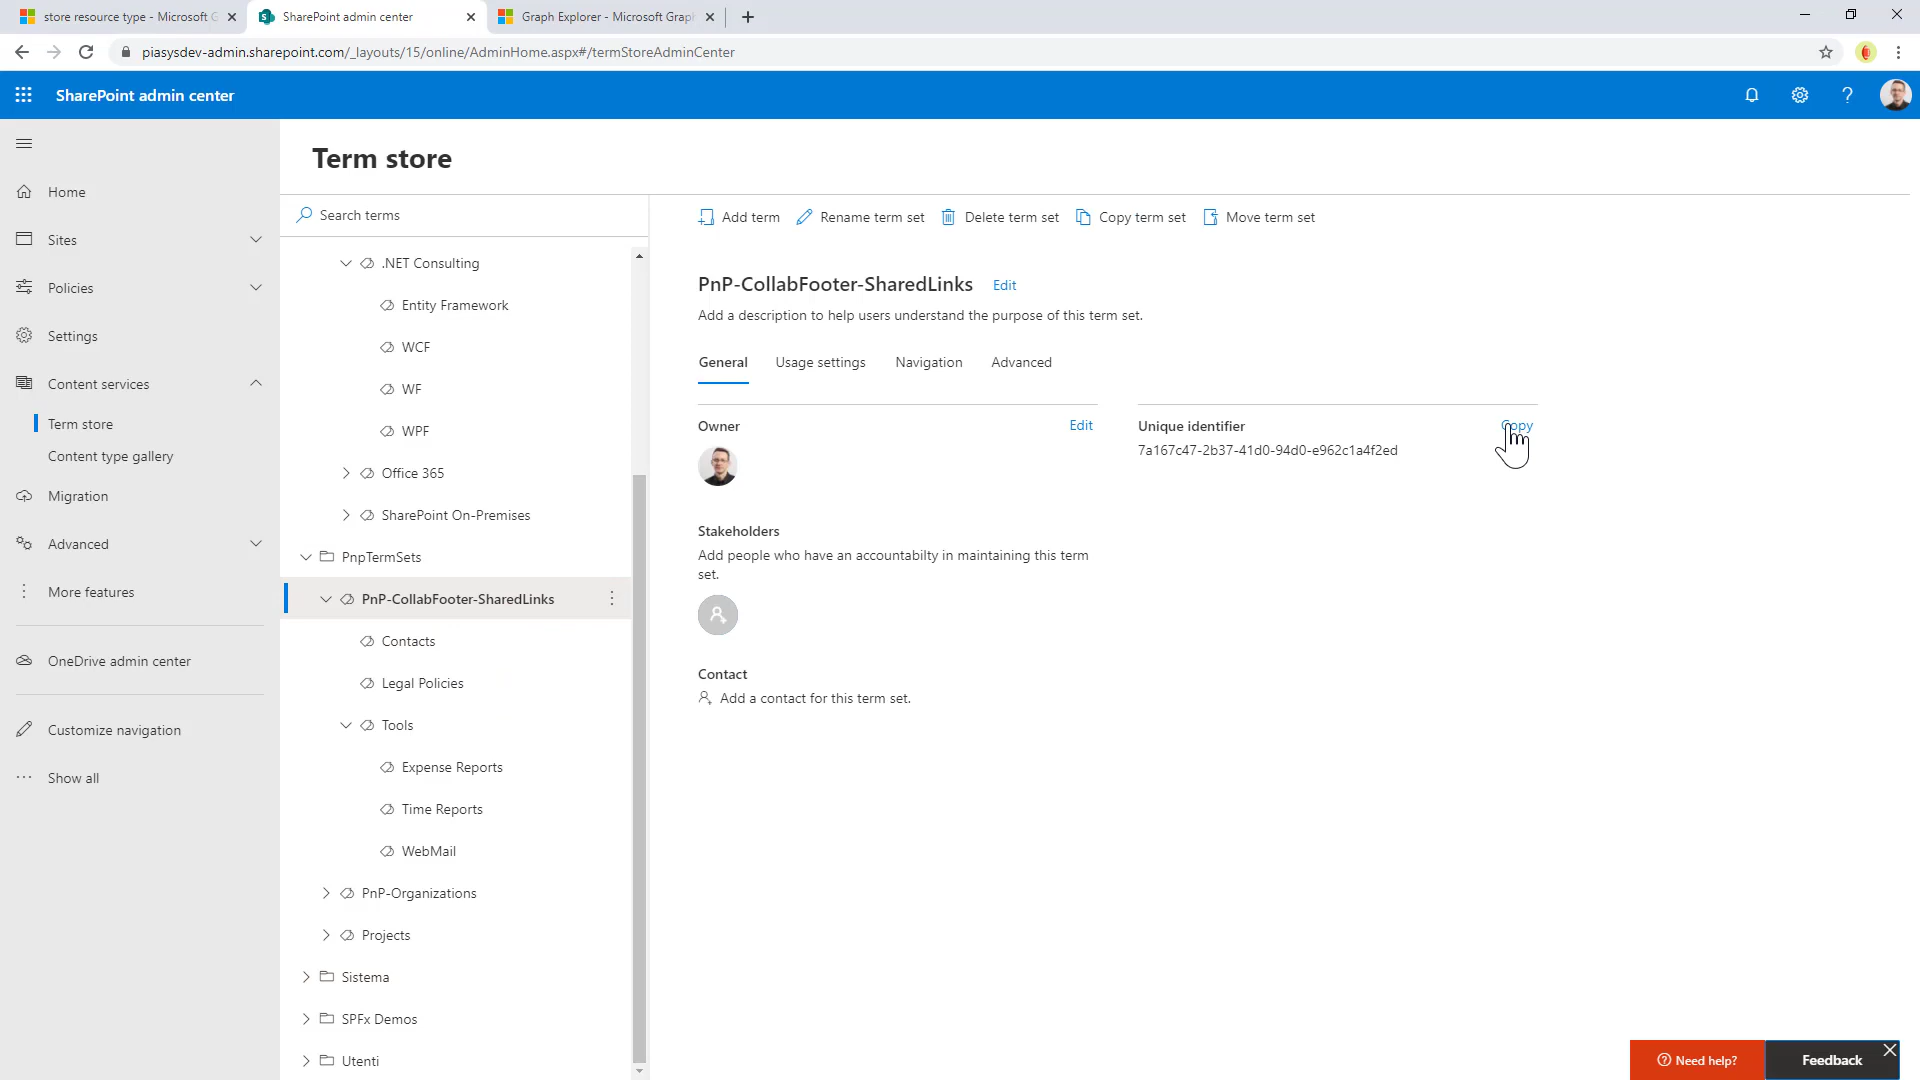 store resource type - Microsoft G
SharePoint admin center
Graph Explorer - Microsoft Grap
piasysdev-admin.sharepoint.com/_layouts/15/online/AdminHome.aspx#/termStoreAdminCenter
SharePoint admin center
Home
Sites
Policies
Settings
Content services
Term store
Content type gallery
Migration
Advanced
More features
OneDrive admin center
Customize navigation
Show all
Term store
Search terms
.NET Consulting
Entity Framework
WCF
WF
WPF
Office 365
SharePoint On-Premises
PnpTermSets
PnP-CollabFooter-SharedLinks
Contacts
Legal Policies
Tools
Expense Reports
Time Reports
WebMail
PnP-Organizations
Projects
Sistema
SPFx Demos
Utenti
Add term Rename term set Delete term set Copy term set Move term set
PnP-CollabFooter-SharedLinks Edit
Add a description to help users understand the purpose of this term set.
General Usage settings Navigation Advanced
Owner Edit
Unique identifier Copy
7a167c47-2b37-41d0-94d0-e962c1a4f2ed
Stakeholders
Add people who have an accountabilty in maintaining this term
set.
Contact
Add a contact for this term set.
Need help? Feedback